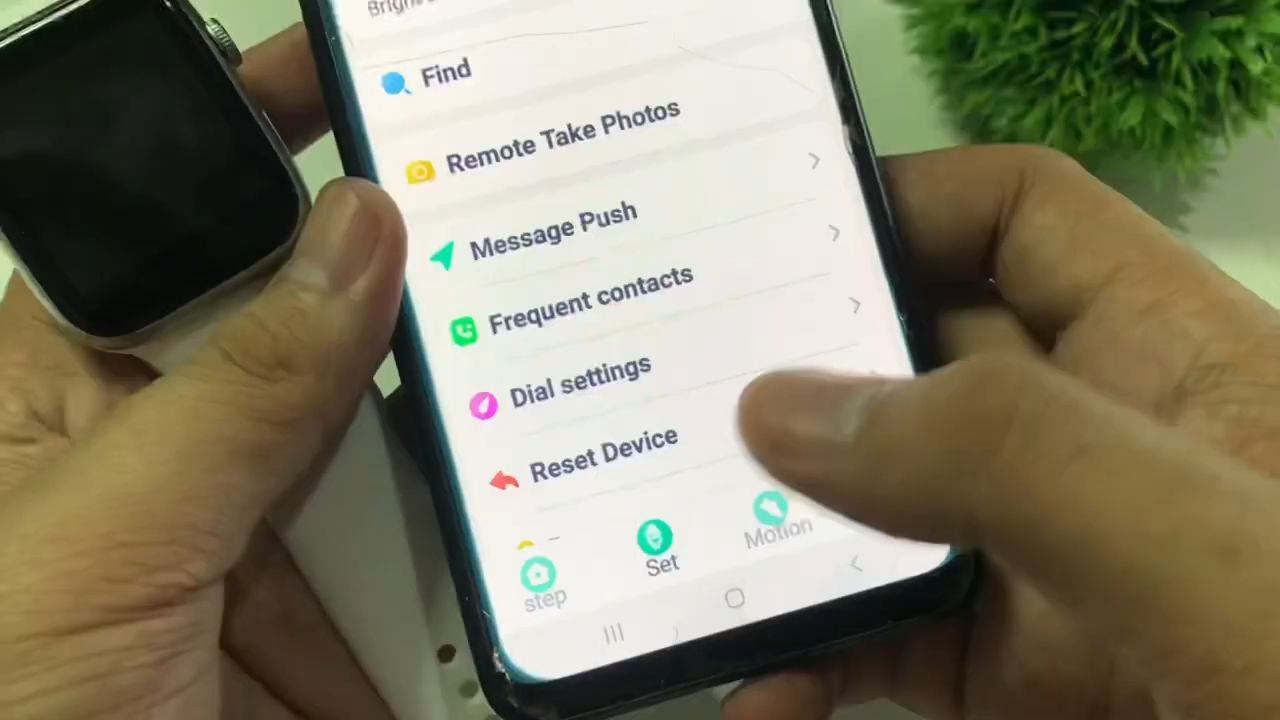 Find
Remote Take Photos
Message Push
Frequent contacts
Dial settings
Reset Device
step
Set
Motion